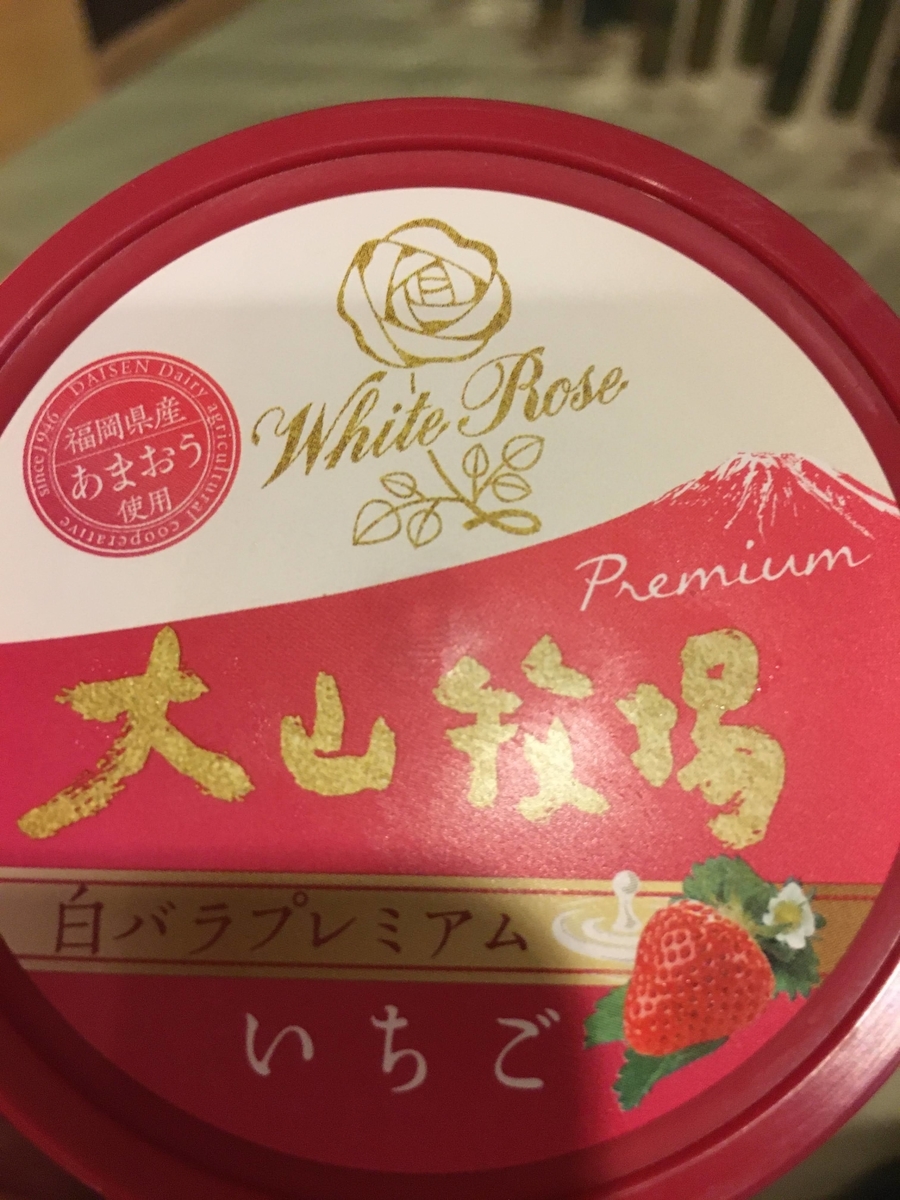 White Rose
since 1946 DAISEN Dairy agricultural cooperative
福岡県産
あまおう
使用
Premium
大山牧場
白バラプレミアム
いちご